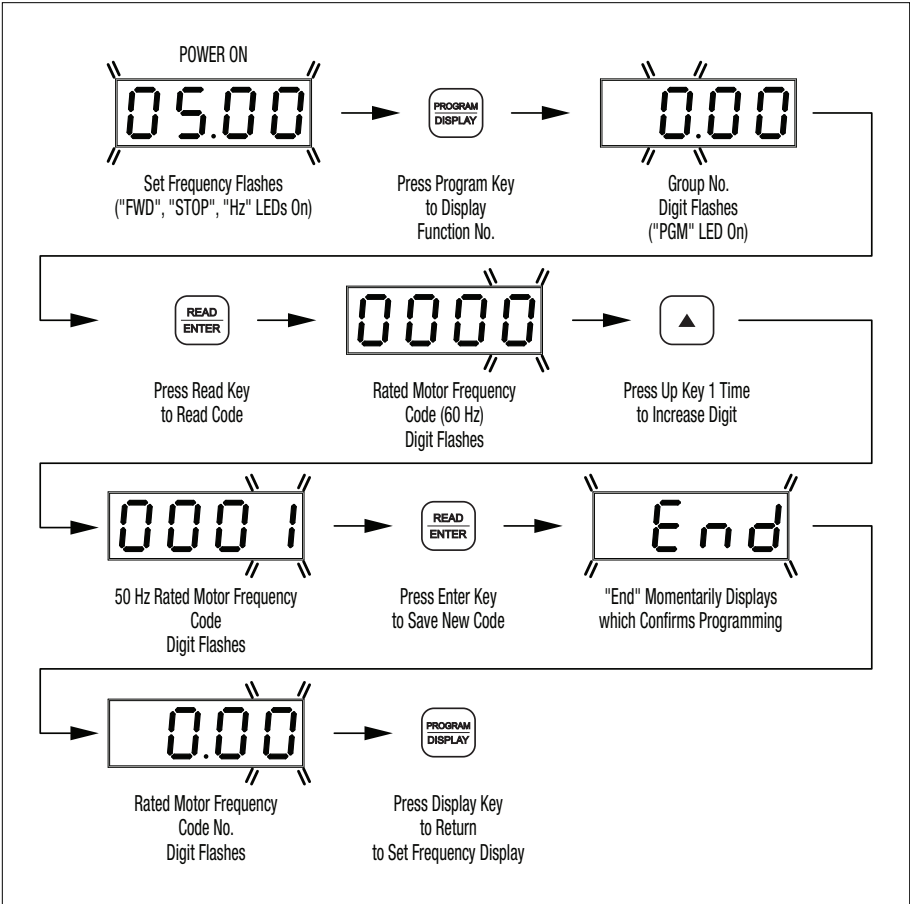 POWER ON
05.00
PROGRAM
DISPLAY
0.00
Set Frequency Flashes
("FWD", "STOP", "Hz" LEDs On)
Press Program Key
to Display
Function No.
Group No.
Digit Flashes
("PGM" LED On)
READ
ENTER
0000
Press Read Key
to Read Code
Rated Motor Frequency
Code (60 Hz)
Digit Flashes
Press Up Key 1 Time
to Increase Digit
0001
READ
ENTER
End
50 Hz Rated Motor Frequency
Code
Digit Flashes
Press Enter Key
to Save New Code
"End" Momentarily Displays
which Confirms Programming
0.00
PROGRAM
DISPLAY
Rated Motor Frequency
Code No.
Digit Flashes
Press Display Key
to Return
to Set Frequency Display